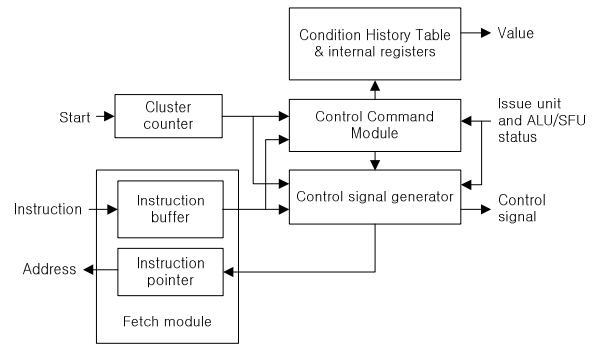 Condition History Table
& internal registers
Value
Start
Cluster
counter
Control Command
Module
Issue unit
and ALU/SFU
status
Instruction
Instruction
buffer
Control signal generator
Control
signal
Address
Instruction
pointer
Fetch module